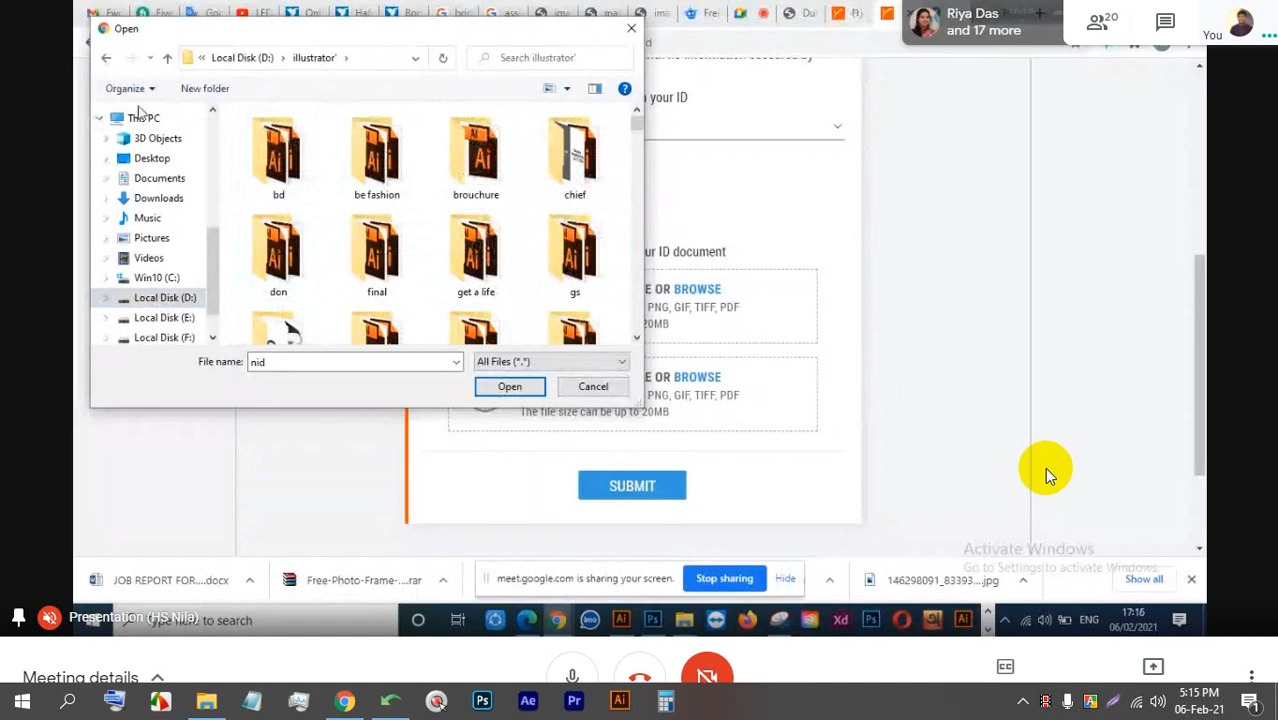 Open
Riya Das
and 17 more
20
You
Local Disk (D:)
illustrator'
Search illustrator'
Organize
New folder
n your ID
This PC
3D Objects
Desktop
Documents
Downloads
Music
Pictures
Videos
Win10 (C:)
Local Disk (D:)
Local Disk (E:)
Local Disk (F:)
bd
be fashion
brouchure
chief
don
final
get a life
gs
ur ID document
E OR BROWSE
PNG, GIF, TIFF, PDF
20MB
File name:
nid
All Files (*.*)
Open
Cancel
E OR BROWSE
PNG, GIF, TIFF, PDF
The file size can be up to 20MB
SUBMIT
Activate Windows
Go to Settings to activate Windows.
JOB REPORT FOR....docx
Free-Photo-Frame-....rar
meet.google.com is sharing your screen.
Stop sharing
Hide
146298091_83393...jpg
Show all
Presentation (HS Nila)
re to search
ENG
17:16
06/02/2021
Meeting details
5:15 PM
06-Feb-21